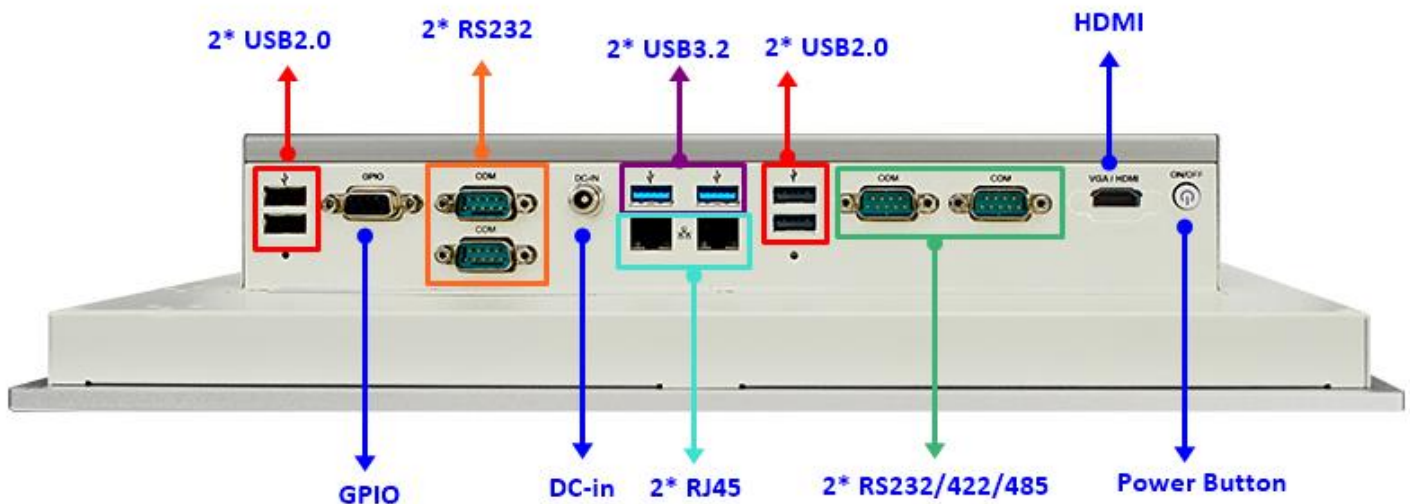 HDMI
2* USB2.0
2* RS232
2* USB3.2
2* USB2.0
GPIO
COM
DC-IN
COM
COM
VGA / HDMI
ON/OFF
COM
GPIO
DC-in
2* RJ45
2* RS232/422/485
Power Button